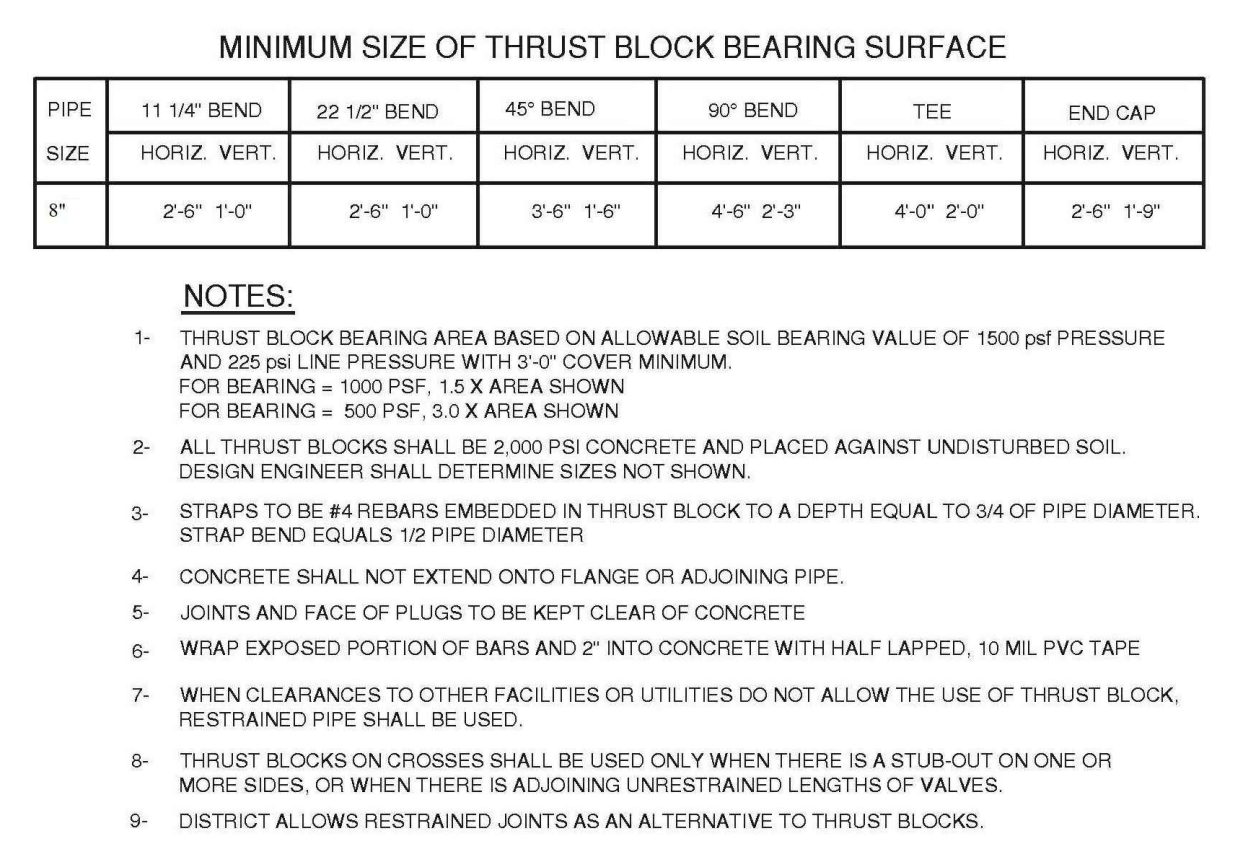 MINIMUM SIZE OF THRUST BLOCK BEARING SURFACE
PIPE SIZE 11 1/4" BEND 22 1/2" BEND 45° BEND 90° BEND TEE END CAP
HORIZ. VERT. HORIZ. VERT. HORIZ. VERT. HORIZ. VERT. HORIZ. VERT. HORIZ. VERT.
8" 2'-6" 1'-0" 2'-6" 1'-0" 3'-6" 1'-6" 4'-6" 2'-3" 4'-0" 2'-0" 2'-6" 1'-9"
NOTES:
1- THRUST BLOCK BEARING AREA BASED ON ALLOWABLE SOIL BEARING VALUE OF 1500 psf PRESSURE
AND 225 psi LINE PRESSURE WITH 3'-0" COVER MINIMUM.
FOR BEARING = 1000 PSF, 1.5 X AREA SHOWN
FOR BEARING = 500 PSF, 3.0 X AREA SHOWN
2- ALL THRUST BLOCKS SHALL BE 2,000 PSI CONCRETE AND PLACED AGAINST UNDISTURBED SOIL.
DESIGN ENGINEER SHALL DETERMINE SIZES NOT SHOWN.
3- STRAPS TO BE #4 REBARS EMBEDDED IN THRUST BLOCK TO A DEPTH EQUAL TO 3/4 OF PIPE DIAMETER.
STRAP BEND EQUALS 1/2 PIPE DIAMETER
4- CONCRETE SHALL NOT EXTEND ONTO FLANGE OR ADJOINING PIPE.
5- JOINTS AND FACE OF PLUGS TO BE KEPT CLEAR OF CONCRETE
6- WRAP EXPOSED PORTION OF BARS AND 2" INTO CONCRETE WITH HALF LAPPED, 10 MIL PVC TAPE
7- WHEN CLEARANCES TO OTHER FACILITIES OR UTILITIES DO NOT ALLOW THE USE OF THRUST BLOCK,
RESTRAINED PIPE SHALL BE USED.
8- THRUST BLOCKS ON CROSSES SHALL BE USED ONLY WHEN THERE IS A STUB-OUT ON ONE OR
MORE SIDES, OR WHEN THERE IS ADJOINING UNRESTRAINED LENGTHS OF VALVES.
9- DISTRICT ALLOWS RESTRAINED JOINTS AS AN ALTERNATIVE TO THRUST BLOCKS.